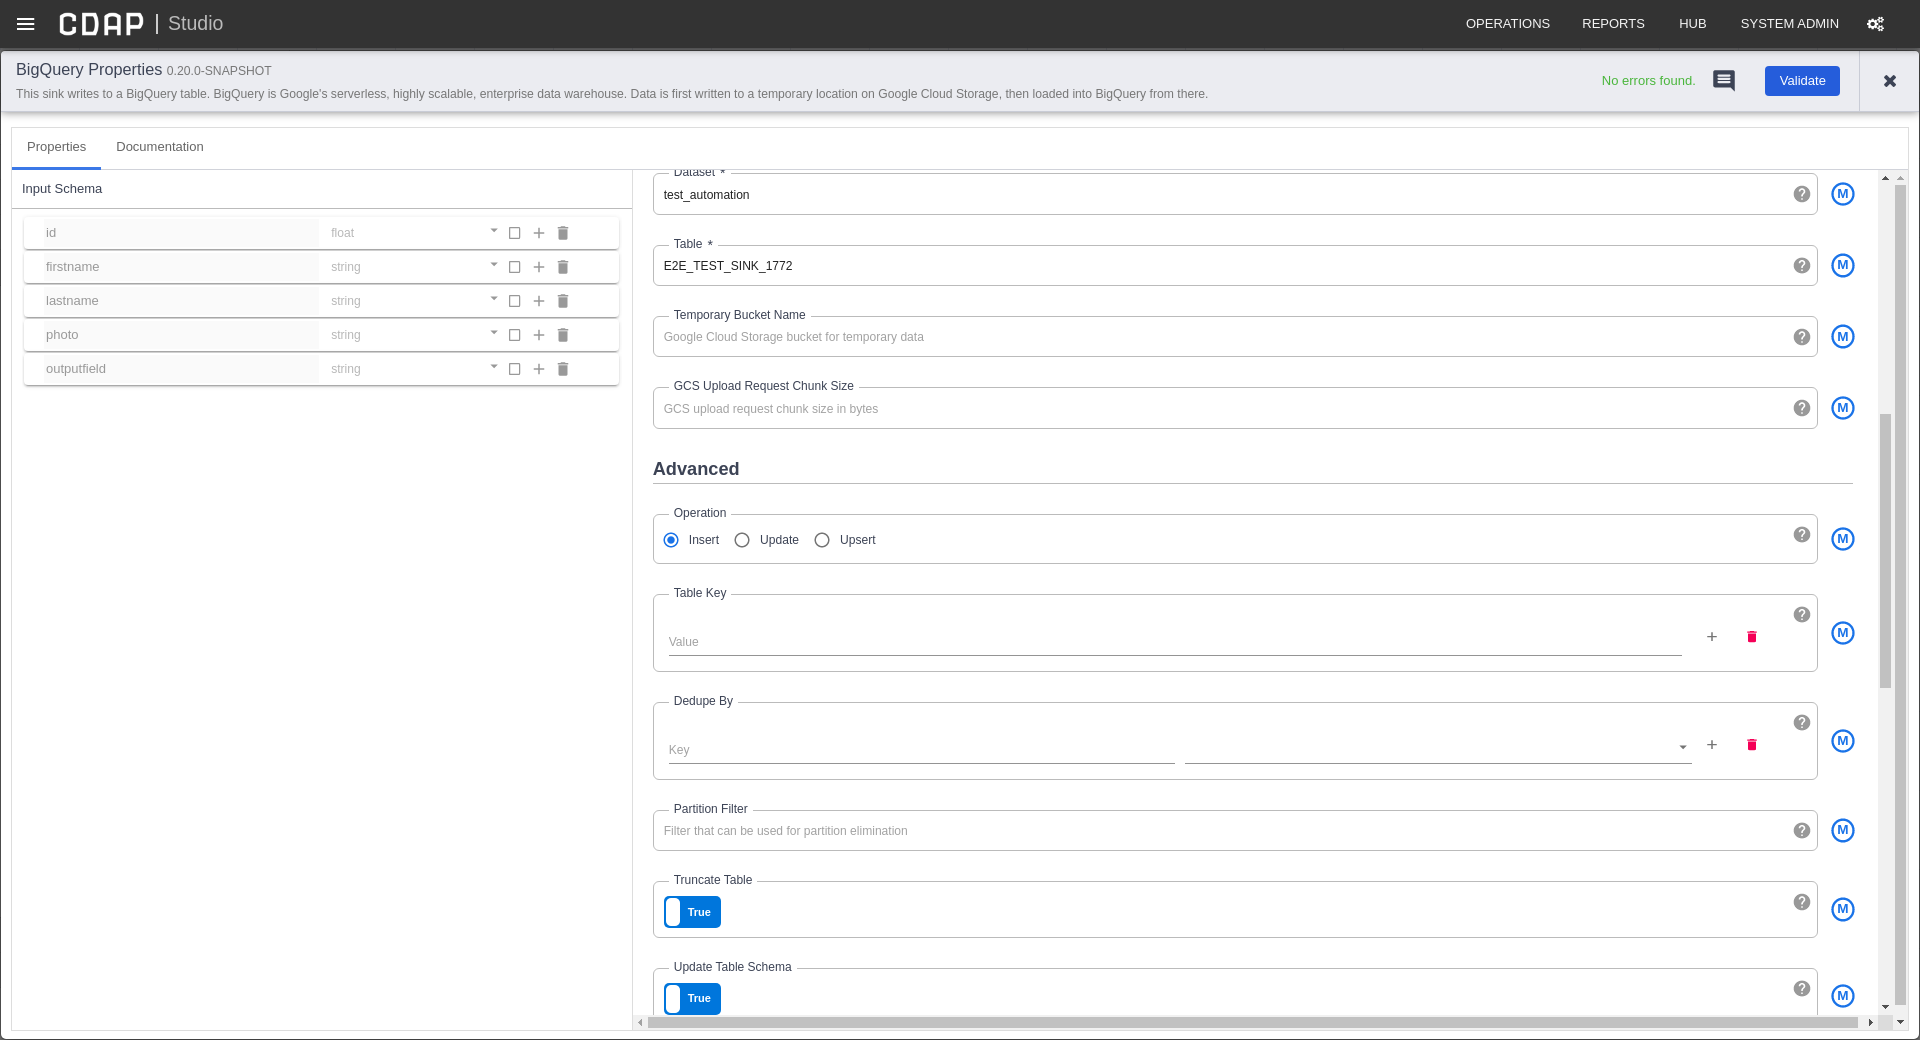 CDAP | Studio
OPERATIONS REPORTS HUB SYSTEM ADMIN
BigQuery Properties 0.20.0-SNAPSHOT
This sink writes to a BigQuery table. BigQuery is Google's serverless, highly scalable, enterprise data warehouse. Data is first written to a temporary location on Google Cloud Storage, then loaded into BigQuery from there.
No errors found.
Validate
Properties Documentation
Input Schema
id float
firstname string
lastname string
photo string
outputfield string
Dataset *
test_automation
M
Table *
E2E_TEST_SINK_1772
M
Temporary Bucket Name
Google Cloud Storage bucket for temporary data
M
GCS Upload Request Chunk Size
GCS upload request chunk size in bytes
M
Advanced
Operation
Insert Update Upsert
M
Table Key
Value
M
Dedupe By
Key
M
Partition Filter
Filter that can be used for partition elimination
M
Truncate Table
True
M
Update Table Schema
True
M